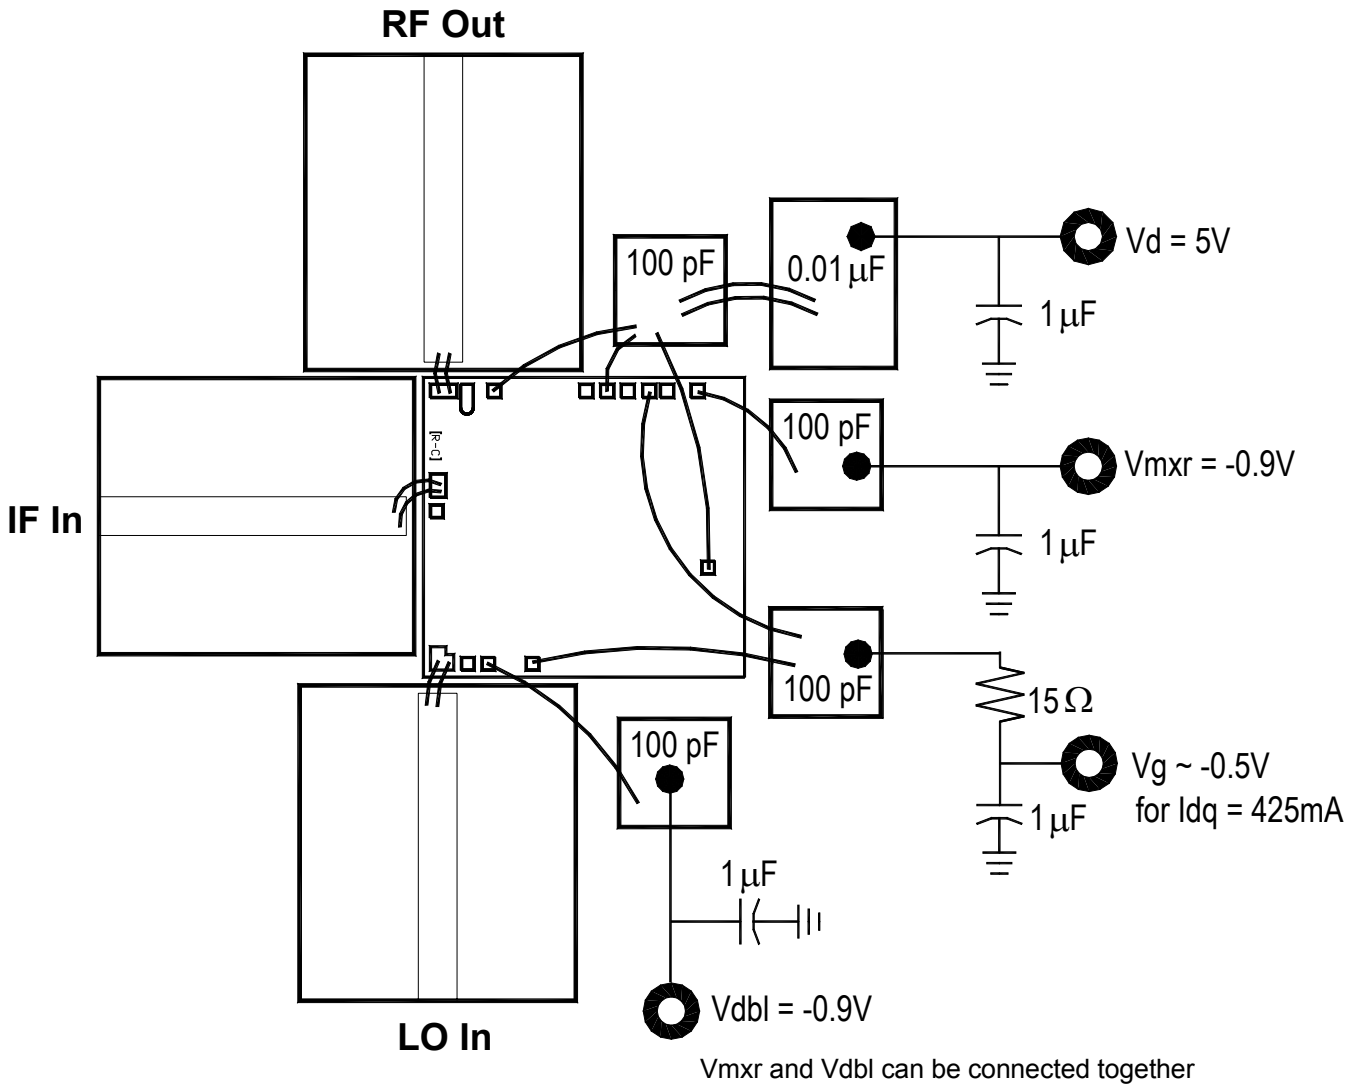 RF Out
100 pF
0.01 µF
Vd = 5V
1 µF
100 pF
Vmxr = -0.9V
1 µF
[R-C]
IF In
100 pF
15 Ω
Vg ~ -0.5V
for Idq = 425mA
1 µF
100 pF
1 µF
Vdbl = -0.9V
LO In
Vmxr and Vdbl can be connected together